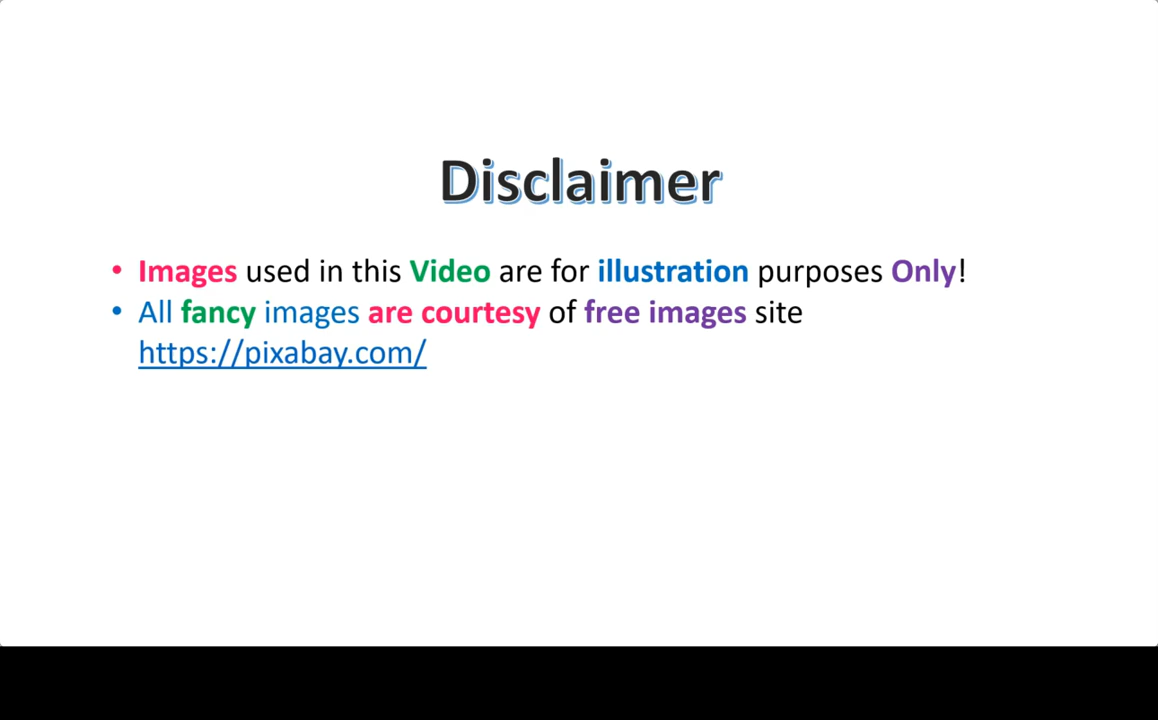 Disclaimer
• Images used in this Video are for illustration purposes Only!
• All fancy images are courtesy of free images site
https://pixabay.com/